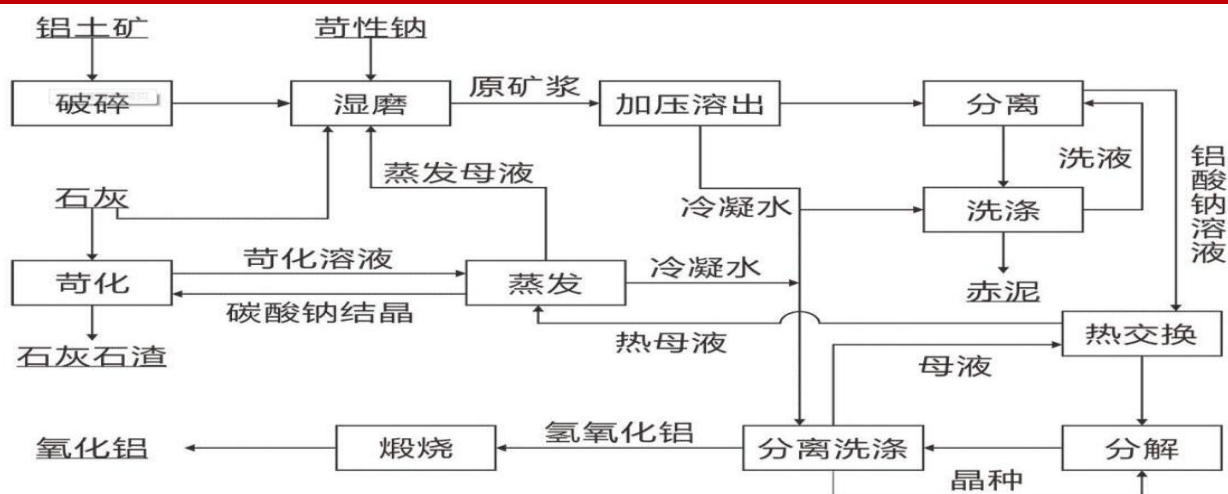 铝土矿
苛性钠
破碎
湿磨
原矿浆
加压溶出
分离
洗液
铝酸钠溶液
蒸发母液
石灰
冷凝水
洗涤
苛化
苛化溶液
碳酸钠结晶
蒸发
冷凝水
赤泥
石灰石渣
热母液
母液
热交换
氧化铝
煅烧
氢氧化铝
分离洗涤
晶种
分解